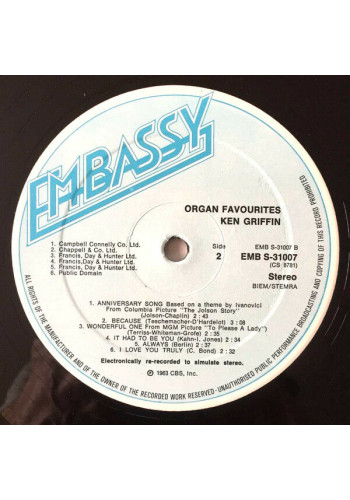 EMBASSY
ORGAN FAVOURITES
KEN GRIFFIN
1. Campbell Connelly Co. Ltd.
2. Chappell & Co. Ltd.
3. Francis, Day & Hunter Ltd.
4. Francis,Day & Hunter Ltd.
5. Francis, Day & Hunter Ltd.
6. Public Domain
Side
2
EMB S-31007 B
EMB S-31007
(CS 9781)
Stereo
BIEM/STEMRA
1. ANNIVERSARY SONG Based on a theme by Ivanovici
From Columbia Picture "The Jolson Story"
(Jolson-Chaplin) 2 : 43
2. BECAUSE (Teschemacher-D'Hardelot) 3 : 08
3. WONDERFUL ONE From MGM Picture "To Please A Lady")
(Terriss-Whiteman-Grofe) 2 : 35
4. IT HAD TO BE YOU (Kahn-I. Jones) 2 : 54
5. ALWAYS (Berlin) 2 : 37
6. I LOVE YOU TRULY (C. Bond) 2 : 32
Electronically re-recorded to simulate stereo.
℗ 1963 CBS, Inc.
ALL RIGHTS OF THE MANUFACTURER AND OF THE OWNER OF THE RECORDED WORK RESERVED - UNAUTHORISED PUBLIC PERFORMANCE BROADCASTING AND COPYING OF THIS RECORD PROHIBITED